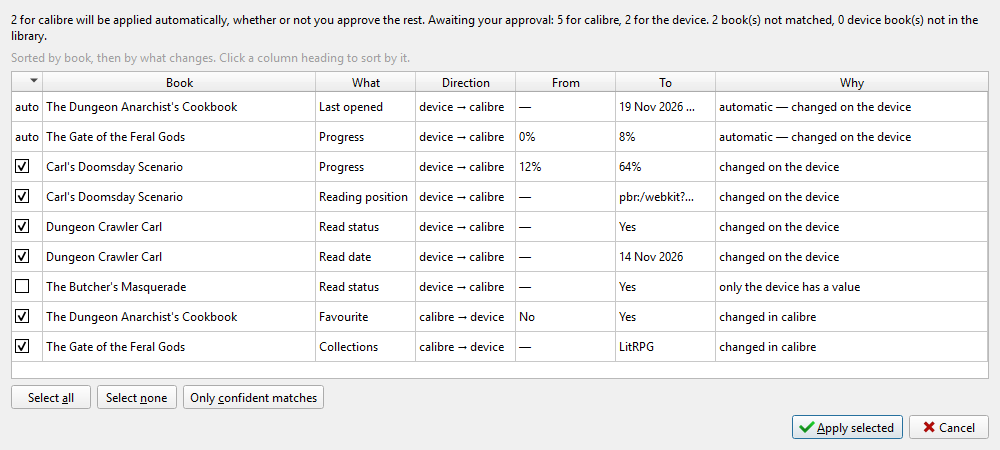 2 for calibre will be applied automatically, whether or not you approve the rest. Awaiting your approval: 5 for calibre, 2 for the device. 2 book(s) not matched, 0 device book(s) not in the
library.
Sorted by book, then by what changes. Click a column heading to sort by it.
Book What Direction From To Why
auto The Dungeon Anarchist's Cookbook Last opened device → calibre — 19 Nov 2026 ... automatic — changed on the device
auto The Gate of the Feral Gods Progress device → calibre 0% 8% automatic — changed on the device
Carl's Doomsday Scenario Progress device → calibre 12% 64% changed on the device
Carl's Doomsday Scenario Reading position device → calibre — pbr:/webkit?... changed on the device
Dungeon Crawler Carl Read status device → calibre — Yes changed on the device
Dungeon Crawler Carl Read date device → calibre — 14 Nov 2026 changed on the device
The Butcher's Masquerade Read status device → calibre — Yes only the device has a value
The Dungeon Anarchist's Cookbook Favourite calibre → device No Yes changed in calibre
The Gate of the Feral Gods Collections calibre → device — LitRPG changed in calibre
Select all Select none Only confident matches
Apply selected Cancel